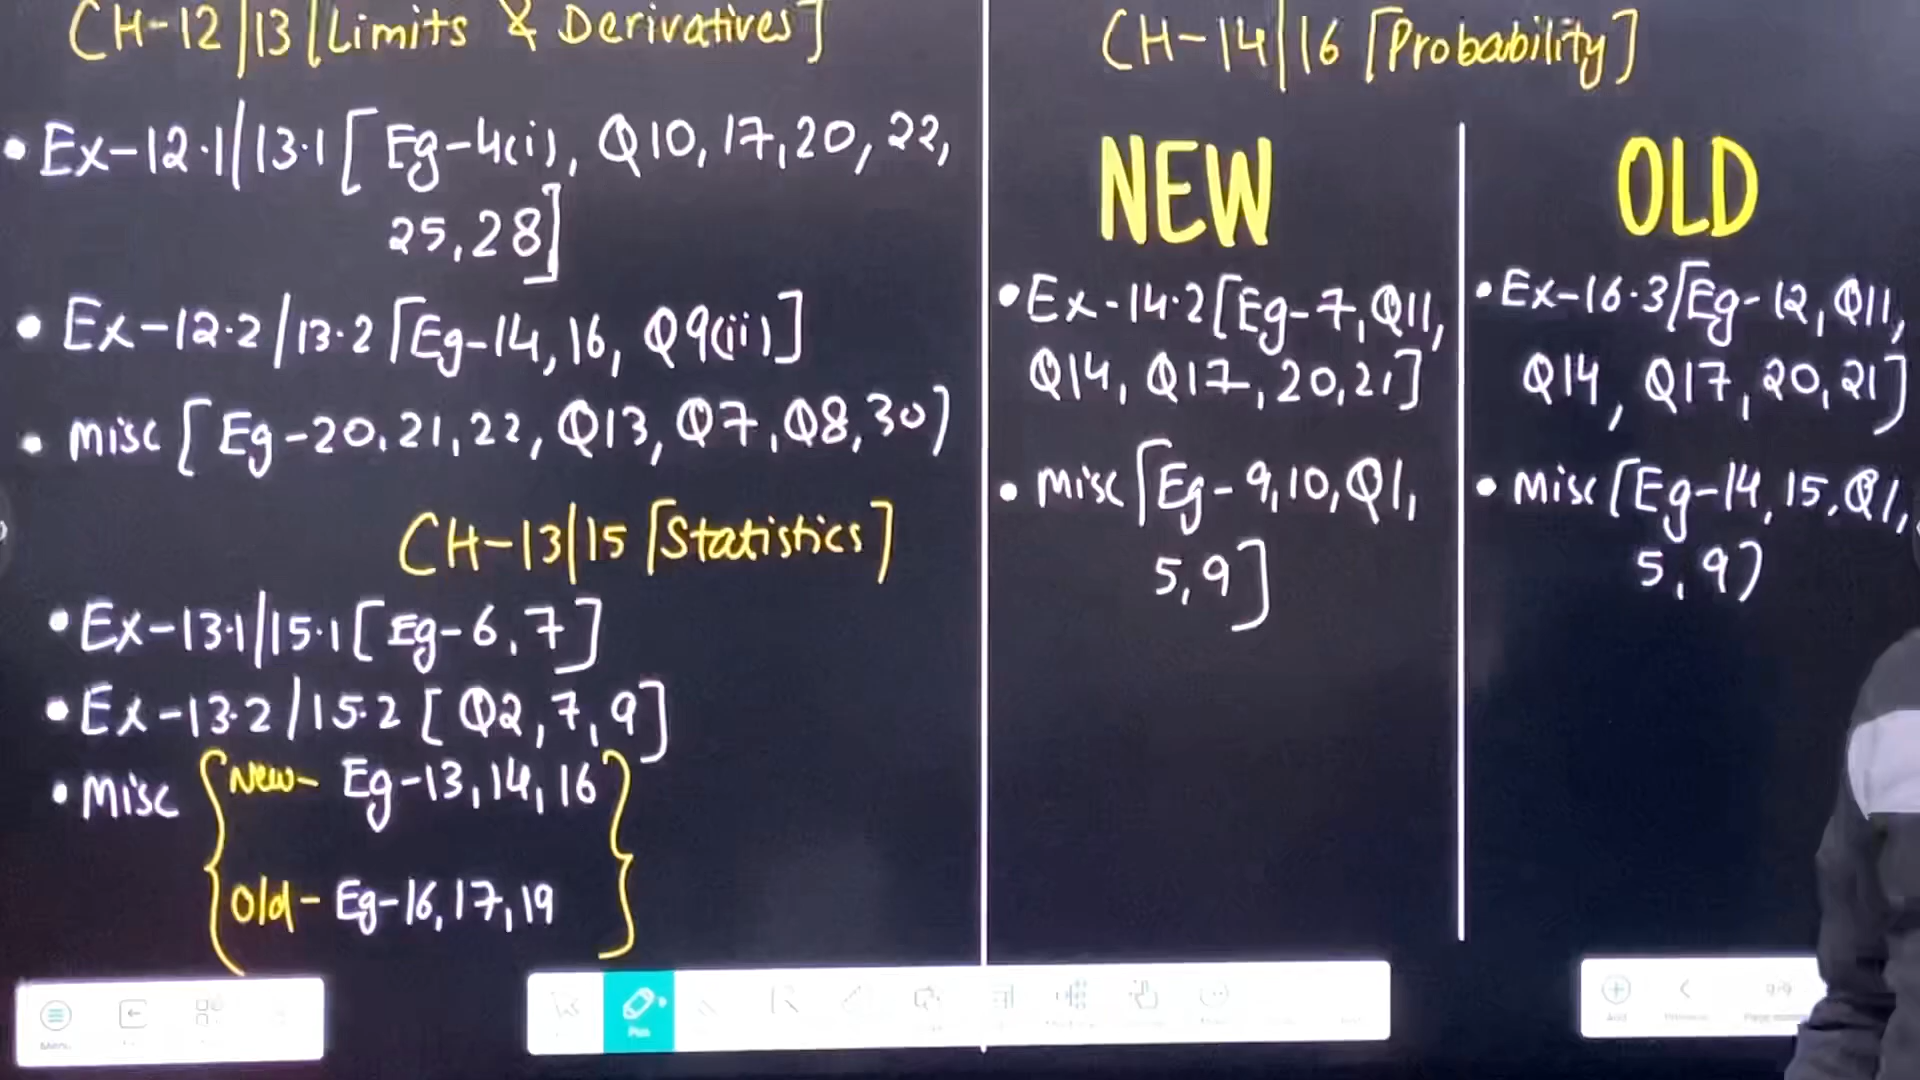 CH-12/13 [Limits & Derivatives]
• Ex-12.1/13.1 [Eg-4(i), Q10, 17, 20, 22,
25, 28]
• Ex-12.2/13.2 [Eg-14, 16, Q9(ii)]
• Misc [Eg-20, 21, 22, Q13, Q7, Q8, 30]
CH-13/15 [Statistics]
• Ex-13.1/15.1 [Eg-6, 7]
• Ex-13.2/15.2 [Q2, 7, 9]
• Misc { New- Eg-13, 14, 16 }
Old- Eg-16, 17, 19
CH-14/16 [Probability]
NEW
• Ex-14.2 [Eg-7, Q11,
Q14, Q17, 20, 21]
• Misc [Eg-9, 10, Q1,
5, 9]
OLD
• Ex-16.3 [Eg-12, Q11,
Q14, Q17, 20, 21]
• Misc [Eg-14, 15, Q1,
5, 9]
Menu
Pen
Add
9/9